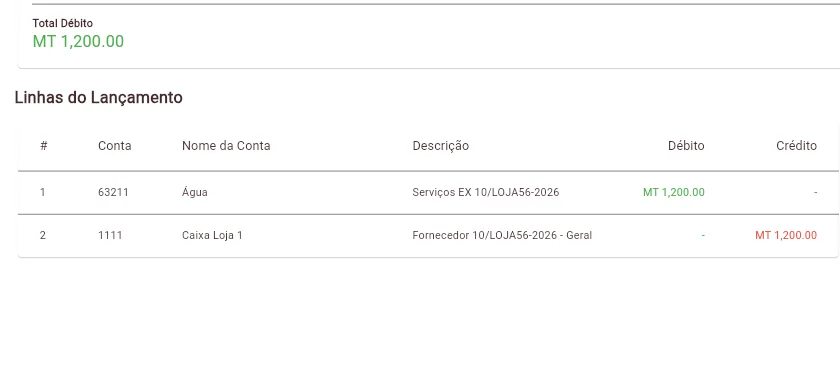 Total Débito
MT 1,200.00
Linhas do Lançamento
# Conta Nome da Conta Descrição Débito Crédito
1 63211 Água Serviços EX 10/LOJA56-2026 MT 1,200.00 -
2 1111 Caixa Loja 1 Fornecedor 10/LOJA56-2026 - Geral - MT 1,200.00